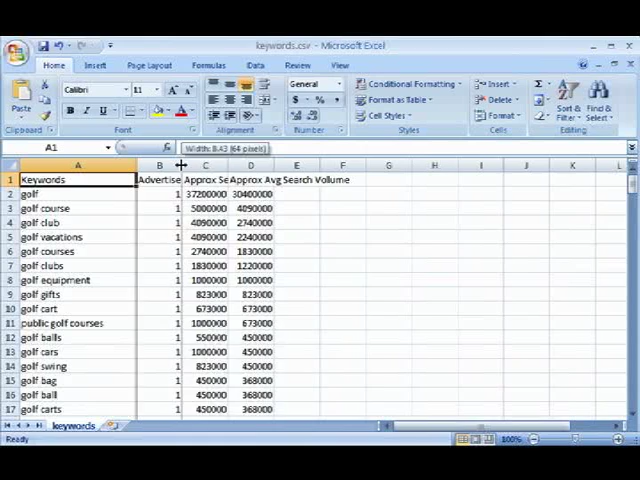 keywords.csv - Microsoft Excel
Home Insert Page Layout Formulas Data Review View
Calibri 11 General Conditional Formatting Insert
Paste Format as Table Delete Sort & Filter Find & Select
Cell Styles Format
Clipboard Font Alignment Number Styles Cells Editing
A1 Width: 8.43 (64 pixels)
A B C D E F G H I J K L
1 Keywords Advertise Approx Se Approx Avg Search Volume
2 golf 1 37200000 30400000
3 golf course 1 5000000 4090000
4 golf club 1 4090000 2740000
5 golf vacations 1 4090000 2240000
6 golf courses 1 2740000 1830000
7 golf clubs 1 1830000 1220000
8 golf equipment 1 1000000 1000000
9 golf gifts 1 823000 823000
10 golf cart 1 673000 673000
11 public golf courses 1 1000000 673000
12 golf balls 1 550000 450000
13 golf cars 1 1000000 450000
14 golf swing 1 823000 450000
15 golf bag 1 450000 368000
16 golf ball 1 450000 368000
17 golf carts 1 450000 368000
keywords
Ready 100%